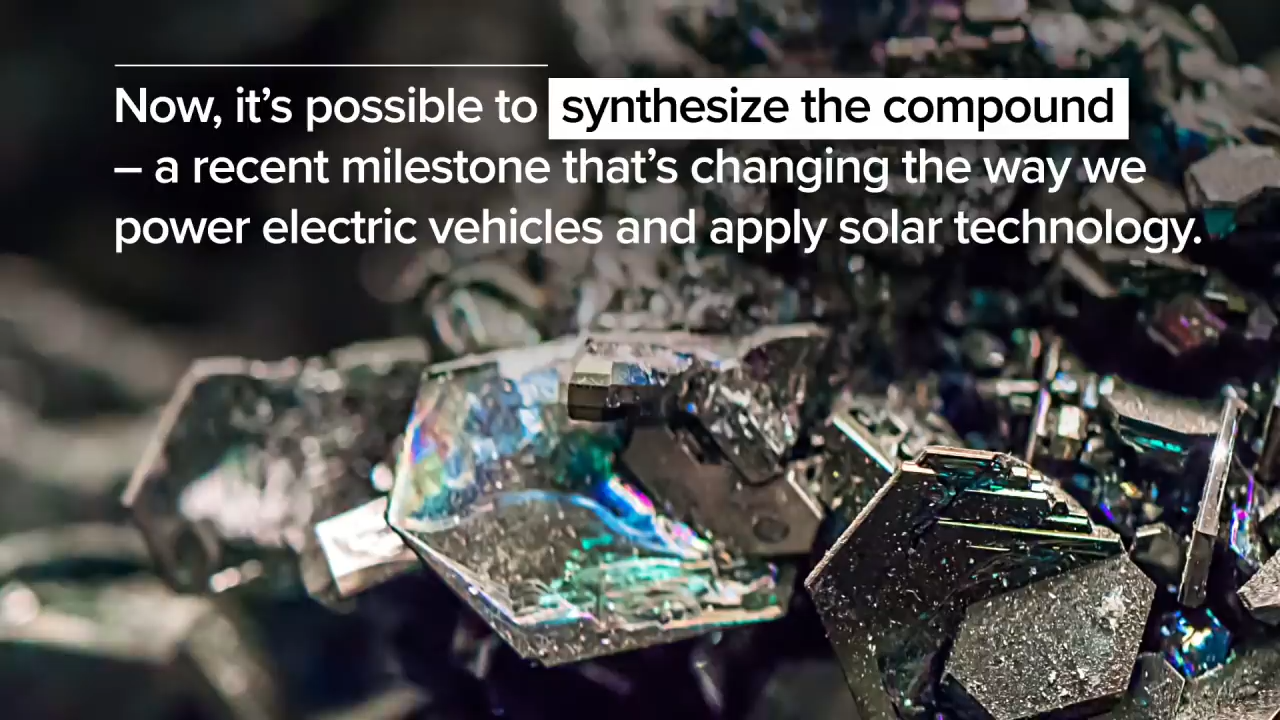 Now, it’s possible to synthesize the compound
– a recent milestone that’s changing the way we
power electric vehicles and apply solar technology.